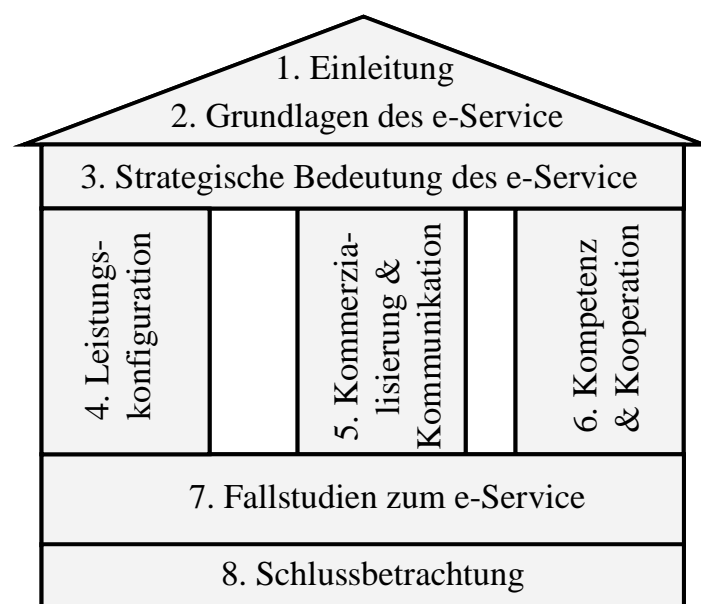 1. Einleitung
2. Grundlagen des e-Service
3. Strategische Bedeutung des e-Service
4. Leistungs-
konfiguration
5. Kommerzia-
lisierung &
Kommunikation
6. Kompetenz
& Kooperation
7. Fallstudien zum e-Service
8. Schlussbetrachtung